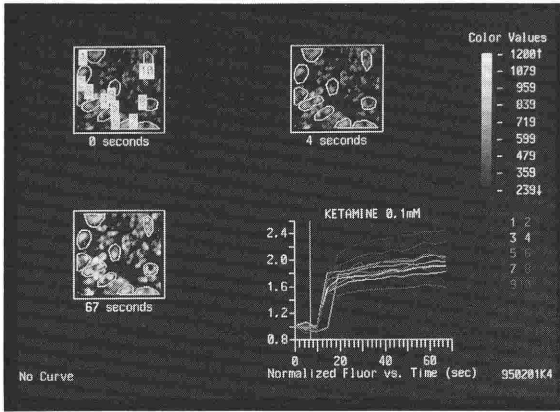 Color Values
- 1200↑
- 1079
- 959
- 839
- 719
- 599
- 479
- 359
- 239↓
10
0 seconds
4 seconds
67 seconds
KETAMINE 0.1mM
2.4
2.0
1.6
1.2
0.8
0 20 40 60
Normalized Fluor vs. Time (sec)
1 2
3 4
5 6
7
9
No Curve
950201K4